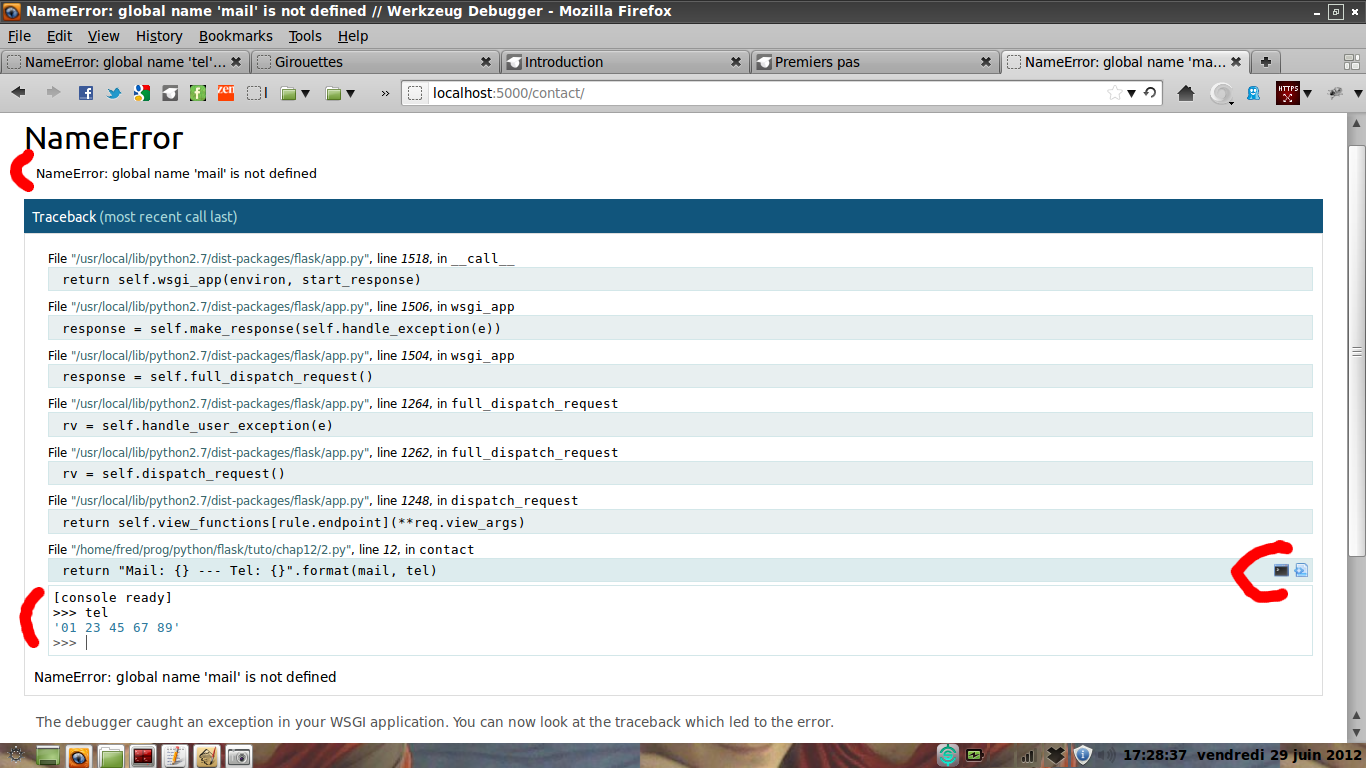 NameError: global name 'mail' is not defined // Werkzeug Debugger - Mozilla Firefox
File Edit View History Bookmarks Tools Help
NameError: global name 'tel'... Girouettes Introduction Premiers pas NameError: global name 'ma...
localhost:5000/contact/
NameError
NameError: global name 'mail' is not defined
Traceback (most recent call last)
File "/usr/local/lib/python2.7/dist-packages/flask/app.py", line 1518, in __call__
return self.wsgi_app(environ, start_response)
File "/usr/local/lib/python2.7/dist-packages/flask/app.py", line 1506, in wsgi_app
response = self.make_response(self.handle_exception(e))
File "/usr/local/lib/python2.7/dist-packages/flask/app.py", line 1504, in wsgi_app
response = self.full_dispatch_request()
File "/usr/local/lib/python2.7/dist-packages/flask/app.py", line 1264, in full_dispatch_request
rv = self.handle_user_exception(e)
File "/usr/local/lib/python2.7/dist-packages/flask/app.py", line 1262, in full_dispatch_request
rv = self.dispatch_request()
File "/usr/local/lib/python2.7/dist-packages/flask/app.py", line 1248, in dispatch_request
return self.view_functions[rule.endpoint](**req.view_args)
File "/home/fred/prog/python/flask/tuto/chap12/2.py", line 12, in contact
return "Mail: {} --- Tel: {}".format(mail, tel)
[console ready]
>>> tel
'01 23 45 67 89'
>>>
NameError: global name 'mail' is not defined
The debugger caught an exception in your WSGI application. You can now look at the traceback which led to the error.
17:28:37 vendredi 29 juin 2012